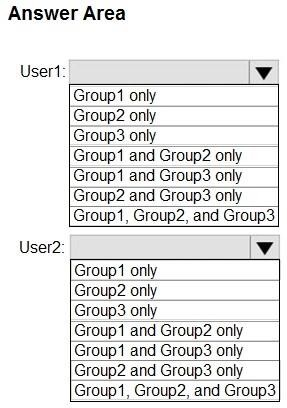 Answer Area
User1:
Group1 only
Group2 only
Group3 only
Group1 and Group2 only
Group1 and Group3 only
Group2 and Group3 only
Group1, Group2, and Group3
User2:
Group1 only
Group2 only
Group3 only
Group1 and Group2 only
Group1 and Group3 only
Group2 and Group3 only
Group1, Group2, and Group3